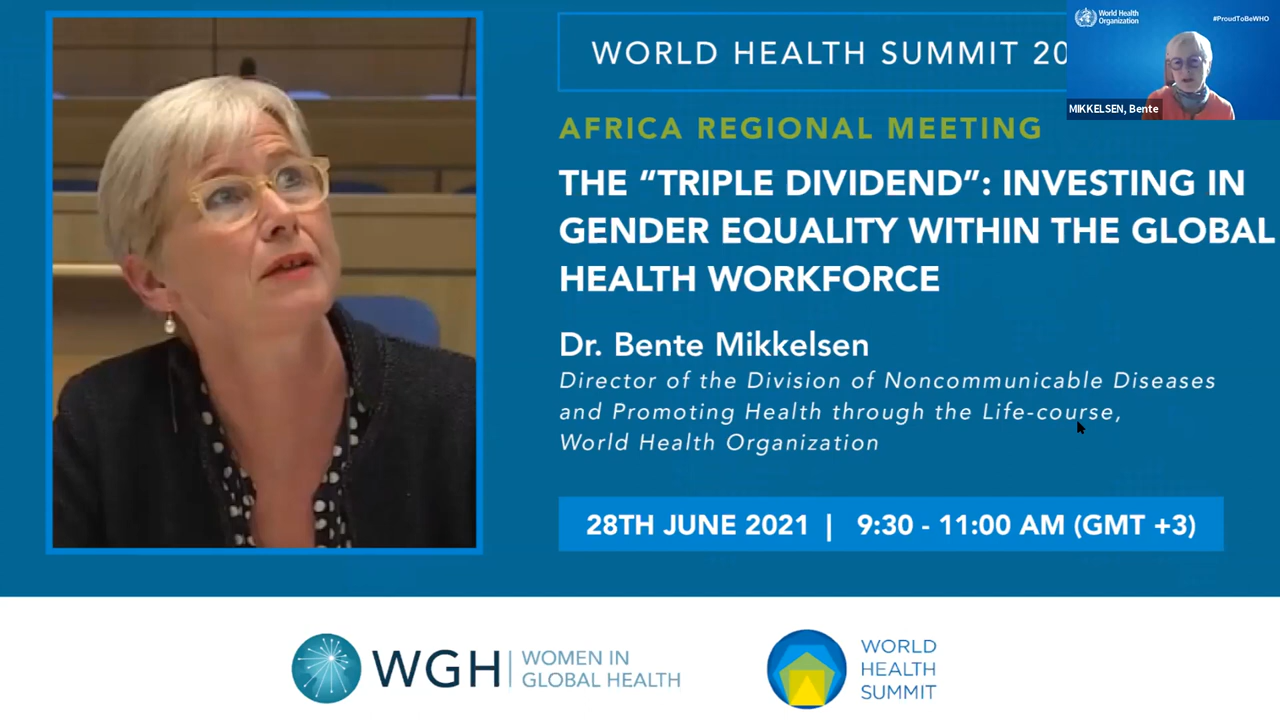 WORLD HEALTH SUMMIT 20
World Health
Organization
#ProudToBeWHO
MIKKELSEN, Bente
AFRICA REGIONAL MEETING
THE “TRIPLE DIVIDEND”: INVESTING IN
GENDER EQUALITY WITHIN THE GLOBAL
HEALTH WORKFORCE
Dr. Bente Mikkelsen
Director of the Division of Noncommunicable Diseases
and Promoting Health through the Life-course,
World Health Organization
28TH JUNE 2021 | 9:30 - 11:00 AM (GMT +3)
WGH
WOMEN IN
GLOBAL HEALTH
WORLD
HEALTH
SUMMIT